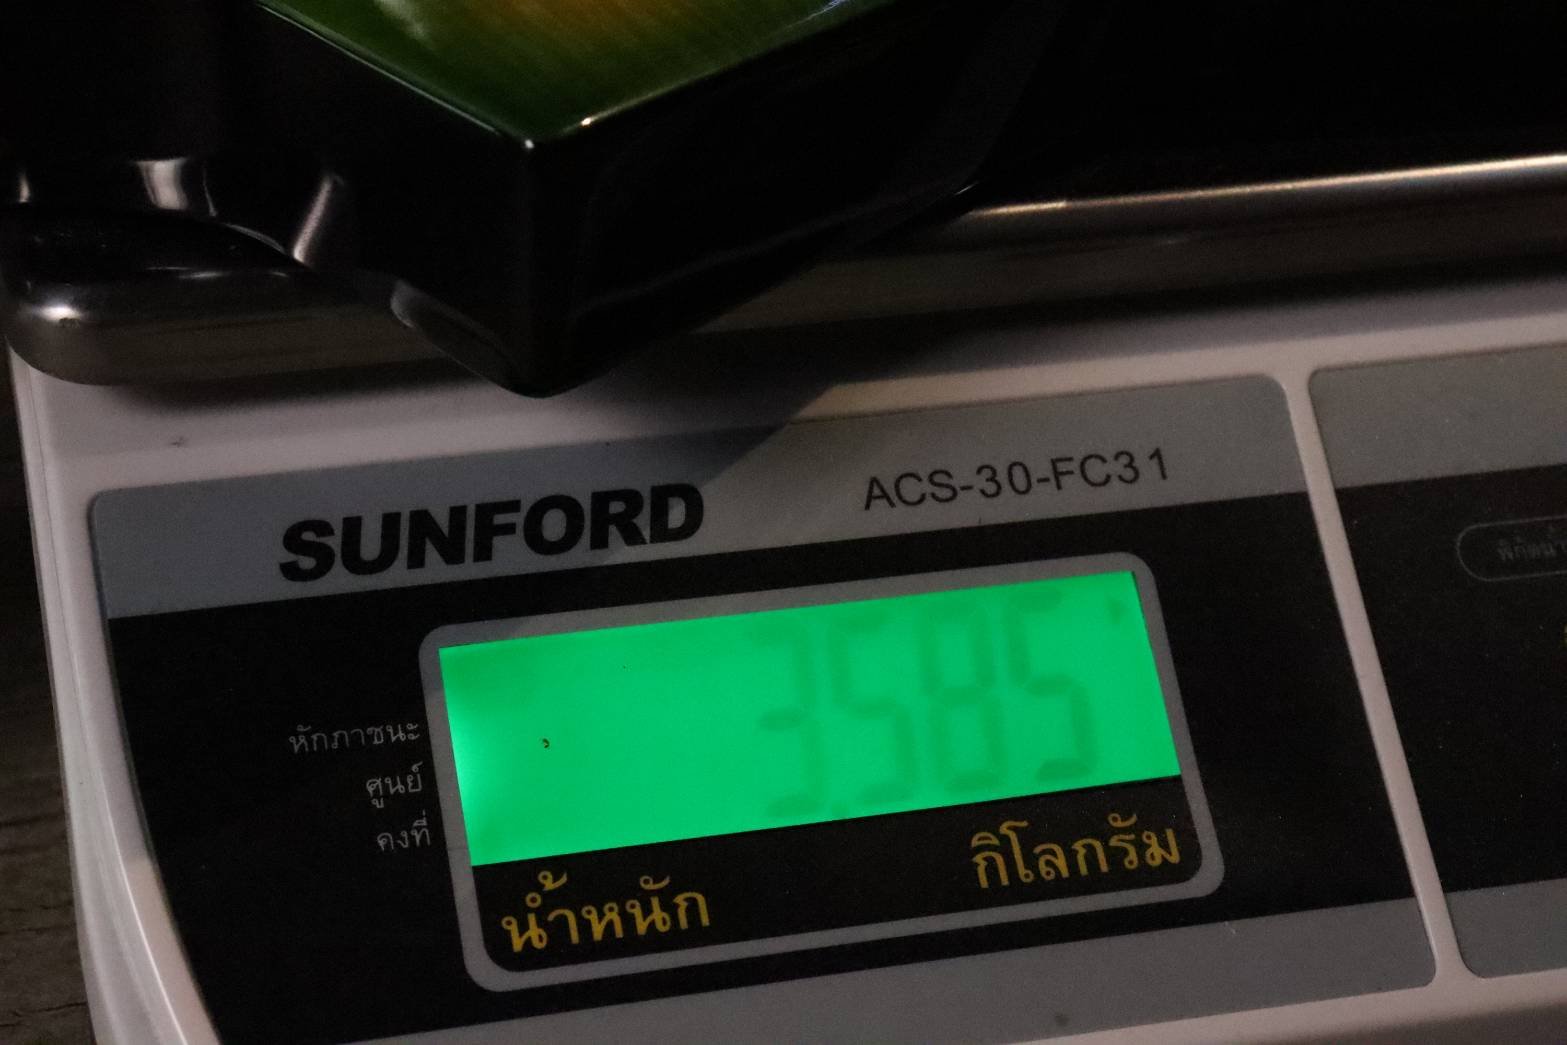 SUNFORD
ACS-30-FC31
3.585
หักภาชนะ
ศูนย์
คงที่
น้ำหนัก
กิโลกรัม